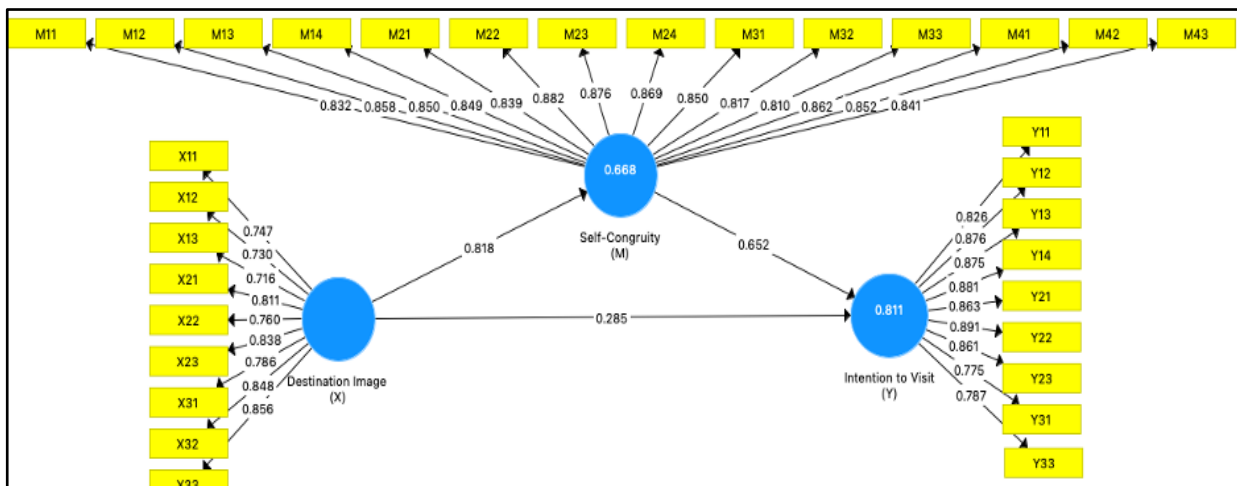 M11 M12 M13 M14 M21 M22 M23 M24 M31 M32 M33 M41 M42 M43
0.832 0.858 0.850 0.849 0.839 0.882 0.876 0.869 0.850 0.817 0.810 0.862 0.852 0.841
0.668
Self-Congruity
(M)
X11
X12
X13
X21
X22
X23
X31
X32
X33
0.747
0.730
0.716
0.811
0.760
0.838
0.786
0.848
0.856
Destination Image
(X)
0.818
0.652
0.285
0.811
Intention to Visit
(Y)
0.826
0.876
0.875
0.881
0.863
0.891
0.861
0.775
0.787
Y11
Y12
Y13
Y14
Y21
Y22
Y23
Y31
Y33